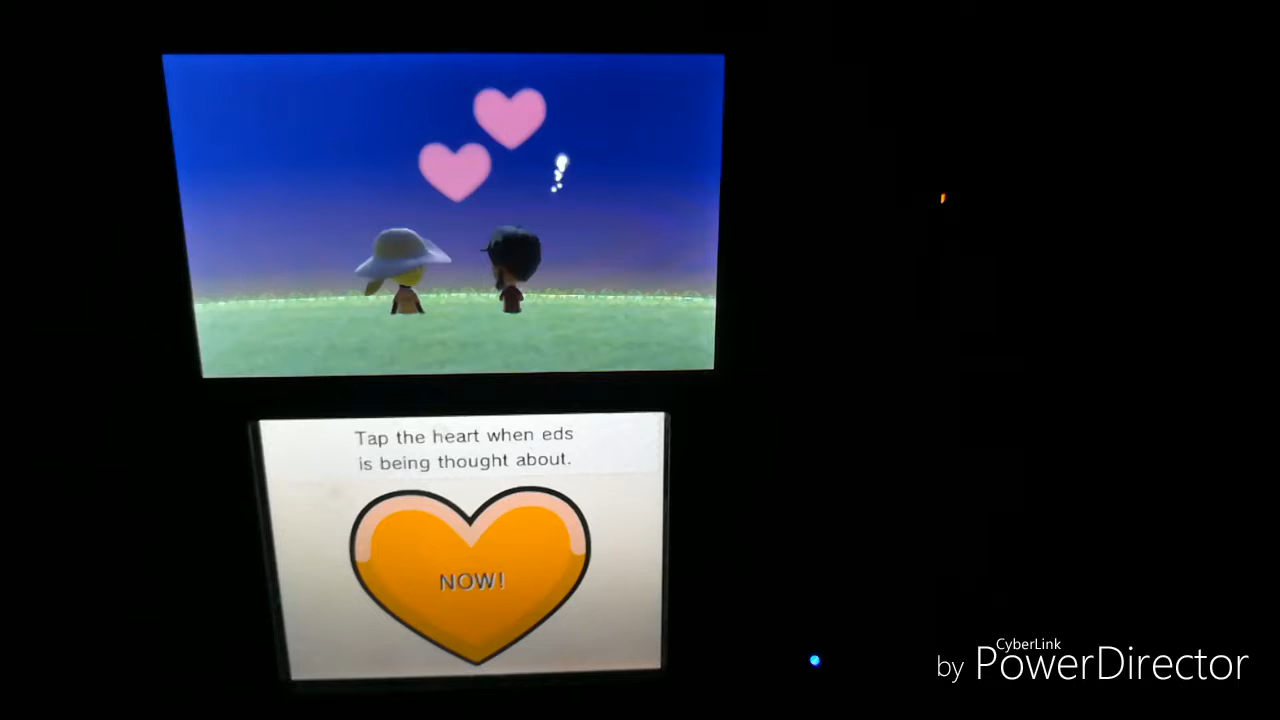 Tap the heart when eds
is being thought about.
NOW!
CyberLink
by PowerDirector